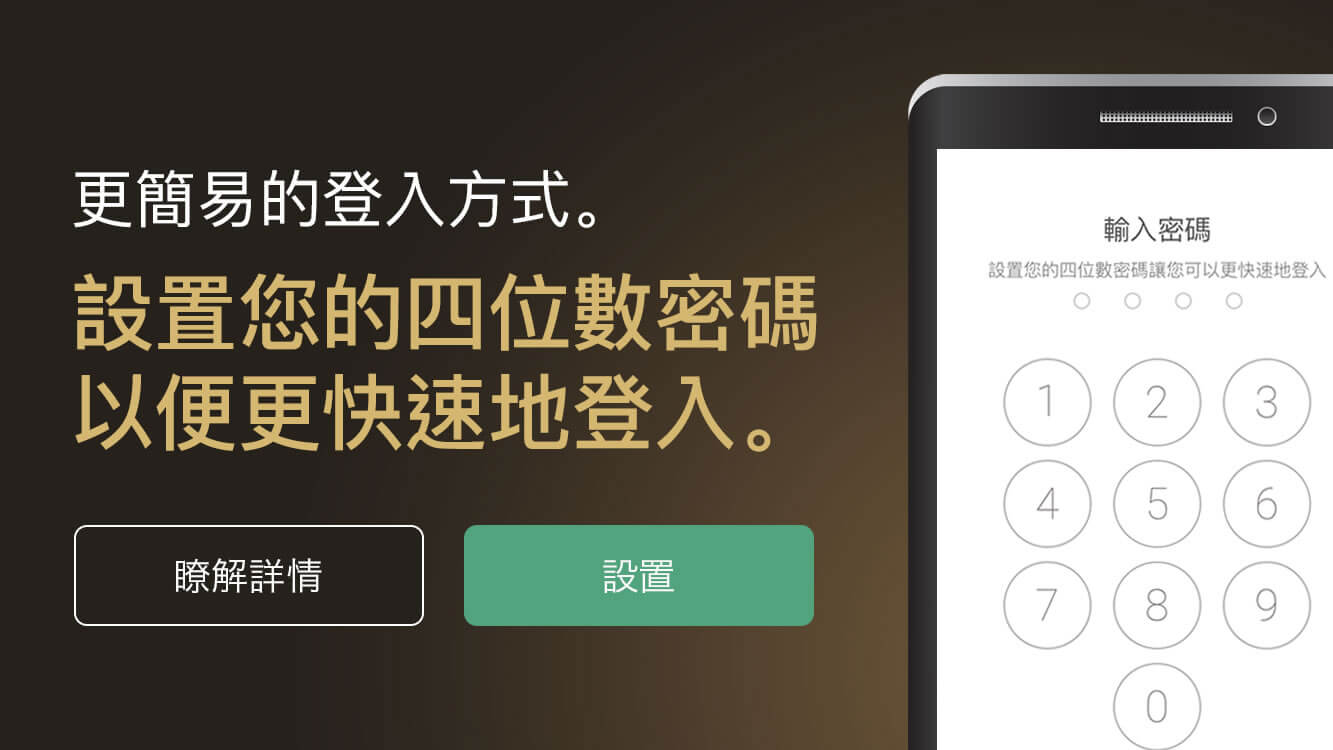 更簡易的登入方式。
設置您的四位數密碼
以便更快速地登入。
瞭解詳情
設置
輸入密碼
設置您的四位數密碼讓您可以更快速地登入
1 2 3
4 5 6
7 8 9
0